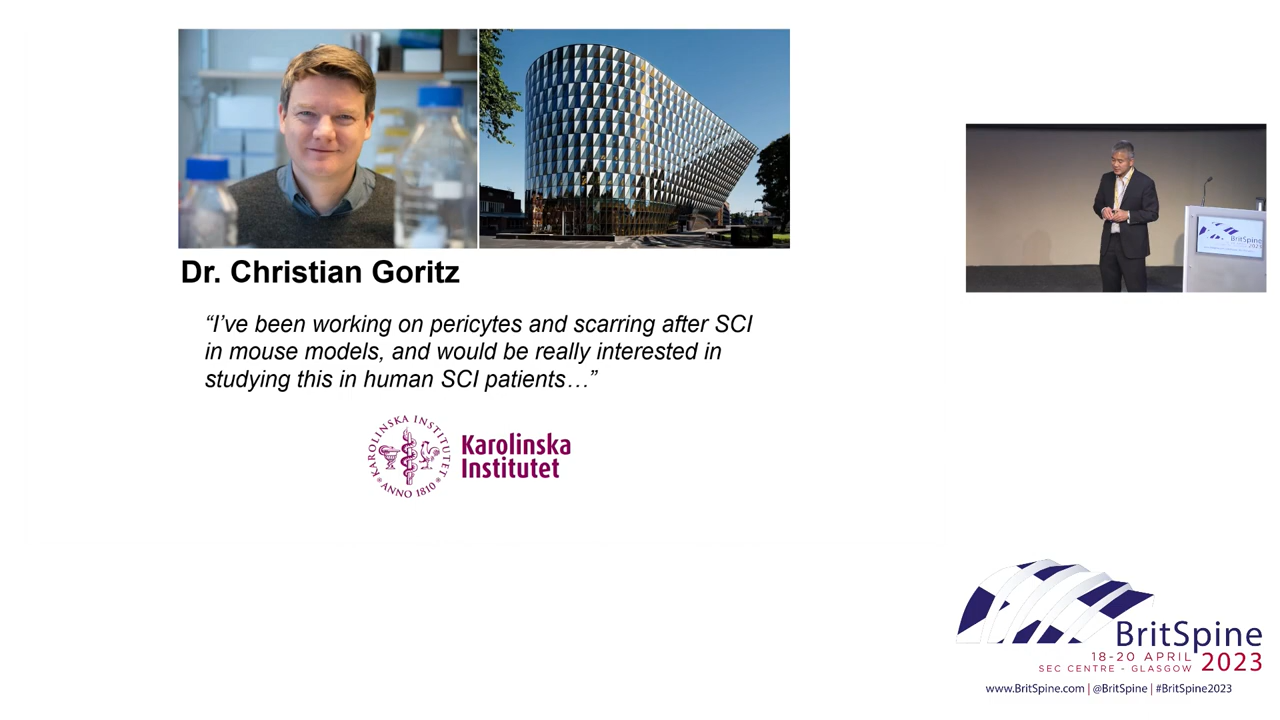 Dr. Christian Goritz
“I’ve been working on pericytes and scarring after SCI
in mouse models, and would be really interested in
studying this in human SCI patients…”
KAROLINSKA INSTITUTET
ANNO 1810
Karolinska
Institutet
BritSpine
2023
BritSpine
18-20 APRIL
SEC CENTRE - GLASGOW
2023
www.BritSpine.com | @BritSpine | #BritSpine2023